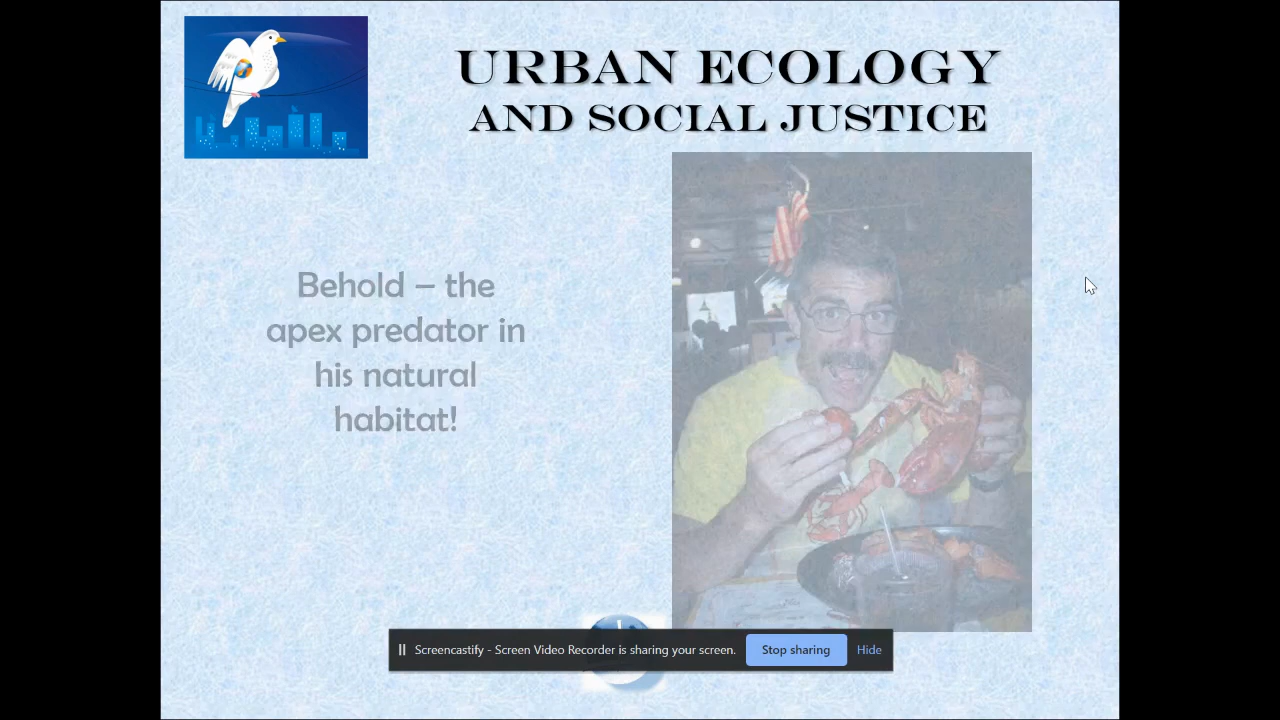 URBAN ECOLOGY
AND SOCIAL JUSTICE
Behold – the
apex predator in
his natural
habitat!
Screencastify - Screen Video Recorder is sharing your screen.
Stop sharing
Hide